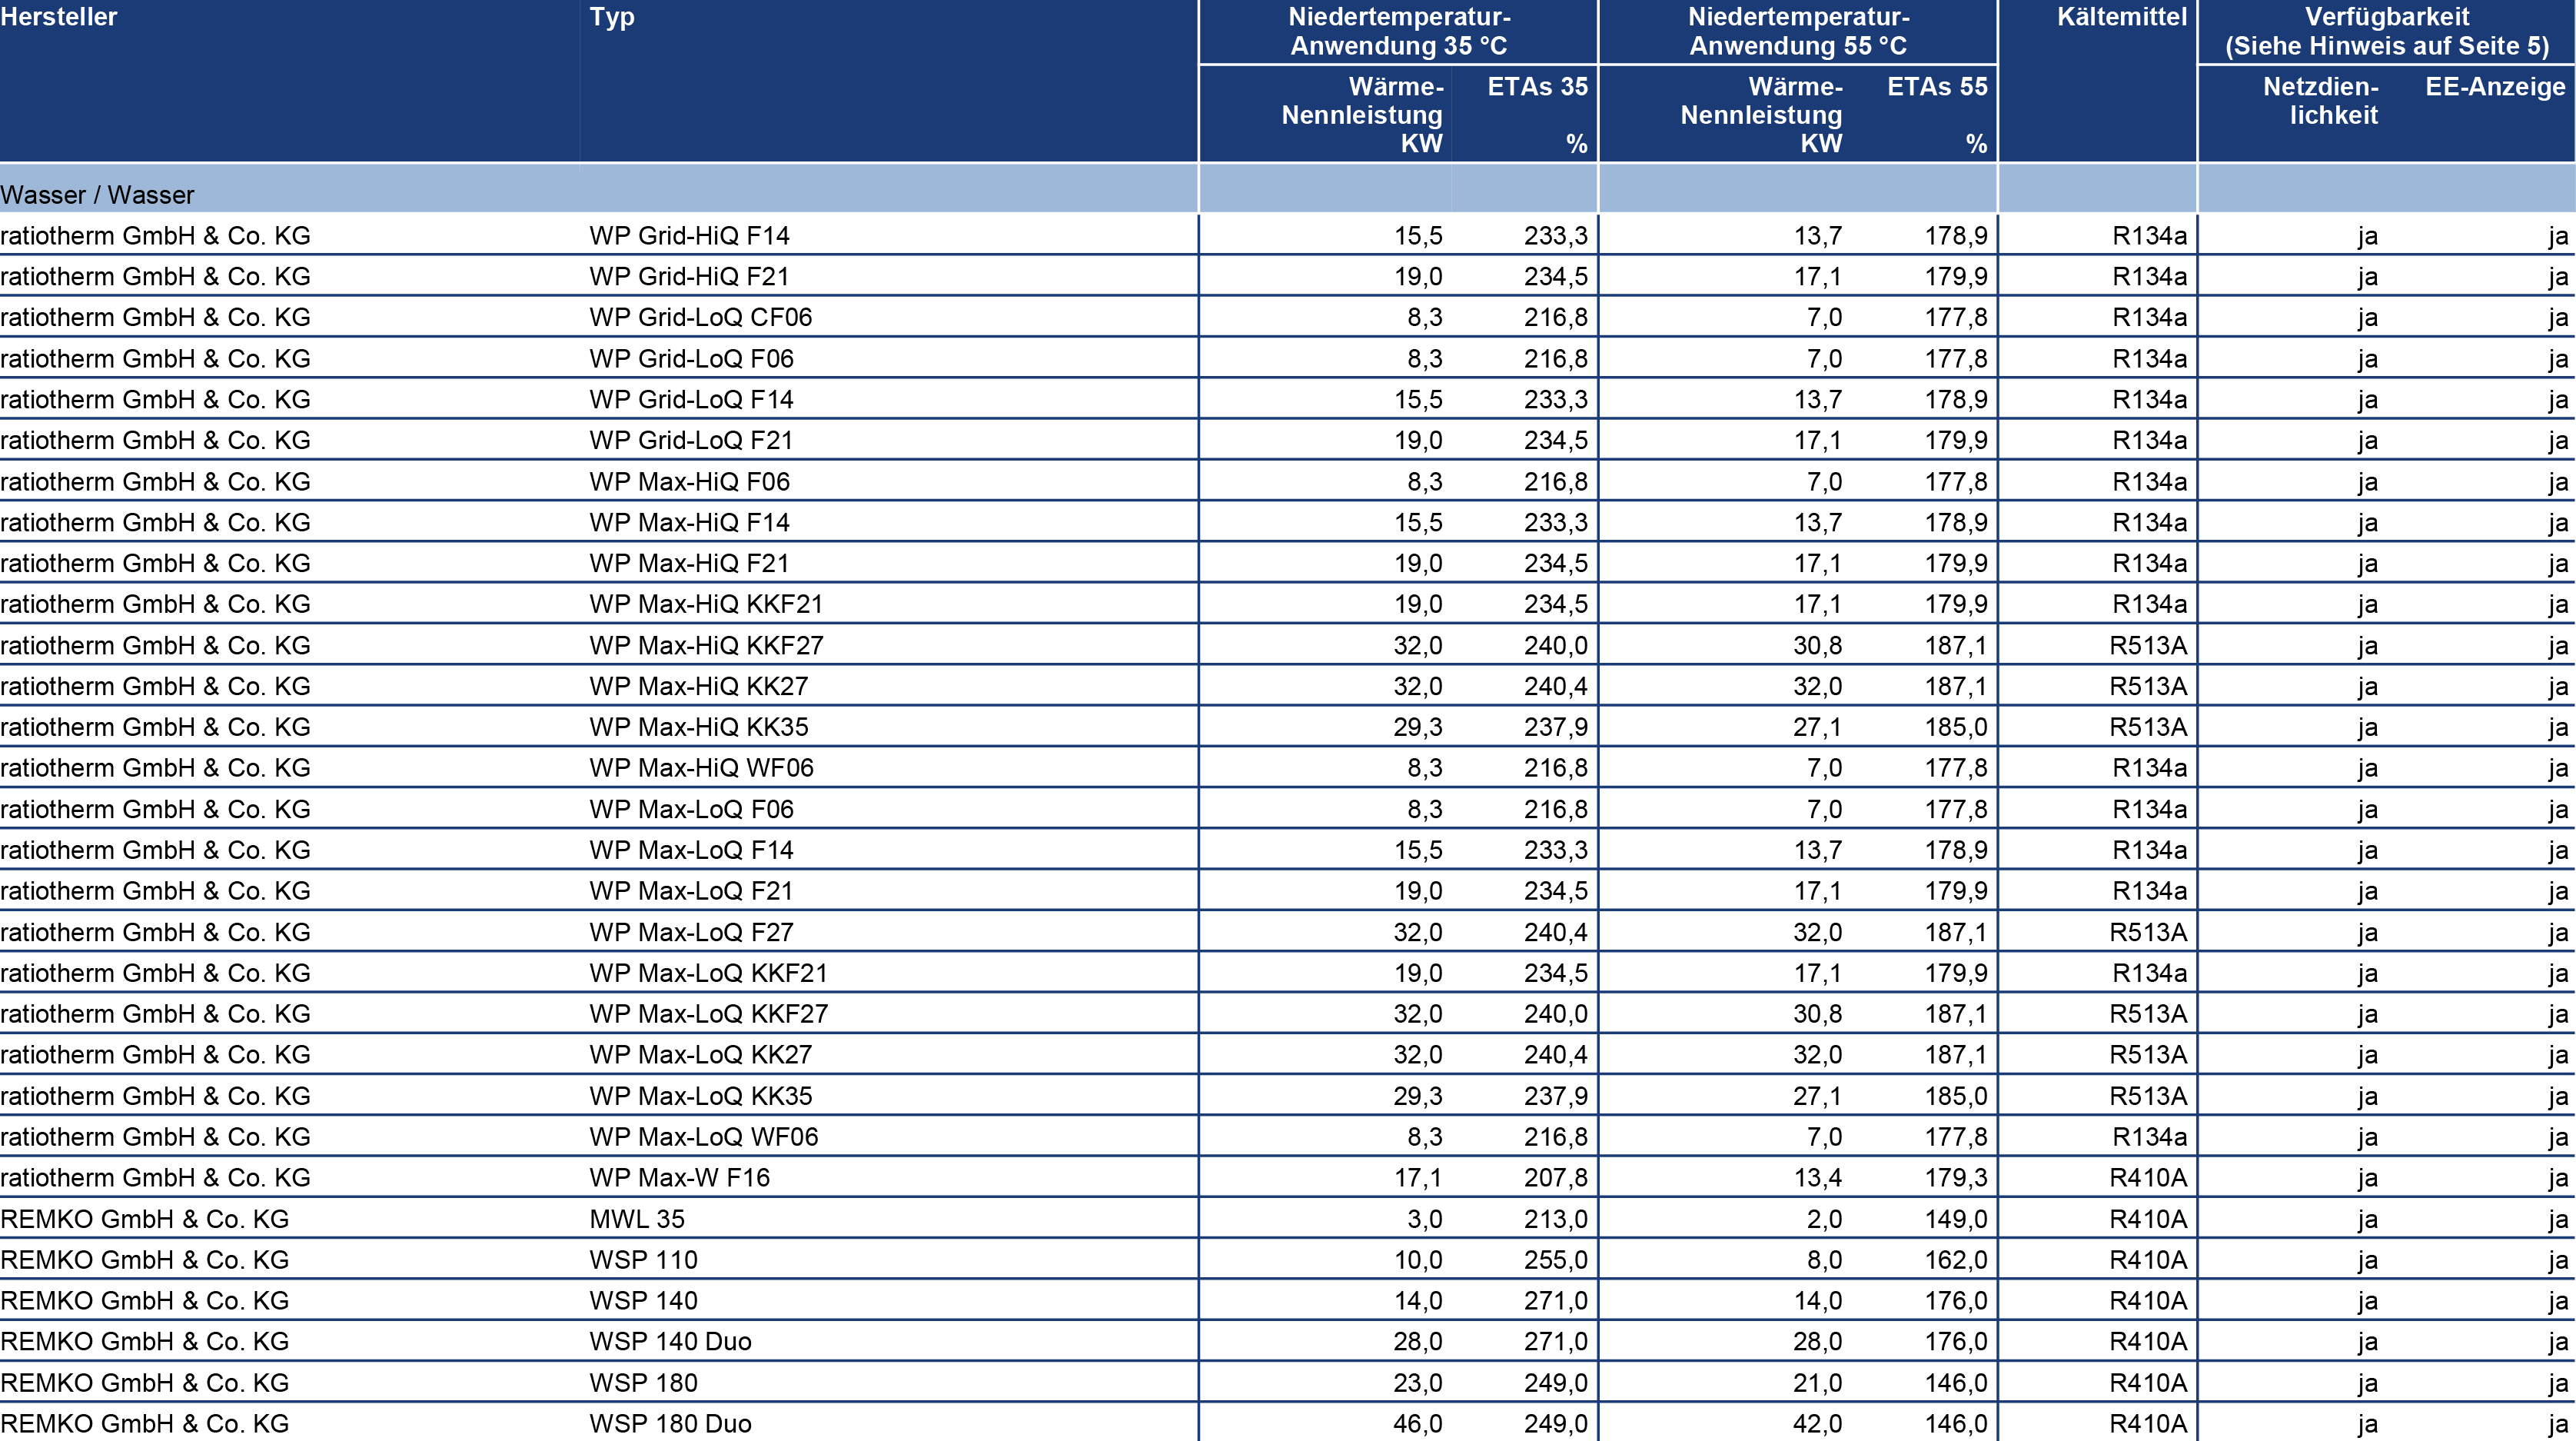 Hersteller Typ Niedertemperatur- Niedertemperatur- Kältemittel Verfügbarkeit
Anwendung 35 °C Anwendung 55 °C (Siehe Hinweis auf Seite 5)
Wärme- ETAs 35 Wärme- ETAs 55 Netzdien- EE-Anzeige
Nennleistung Nennleistung lichkeit
KW % KW %
Wasser / Wasser
ratiotherm GmbH & Co. KG WP Grid-HiQ F14 15,5 233,3 13,7 178,9 R134a ja ja
ratiotherm GmbH & Co. KG WP Grid-HiQ F21 19,0 234,5 17,1 179,9 R134a ja ja
ratiotherm GmbH & Co. KG WP Grid-LoQ CF06 8,3 216,8 7,0 177,8 R134a ja ja
ratiotherm GmbH & Co. KG WP Grid-LoQ F06 8,3 216,8 7,0 177,8 R134a ja ja
ratiotherm GmbH & Co. KG WP Grid-LoQ F14 15,5 233,3 13,7 178,9 R134a ja ja
ratiotherm GmbH & Co. KG WP Grid-LoQ F21 19,0 234,5 17,1 179,9 R134a ja ja
ratiotherm GmbH & Co. KG WP Max-HiQ F06 8,3 216,8 7,0 177,8 R134a ja ja
ratiotherm GmbH & Co. KG WP Max-HiQ F14 15,5 233,3 13,7 178,9 R134a ja ja
ratiotherm GmbH & Co. KG WP Max-HiQ F21 19,0 234,5 17,1 179,9 R134a ja ja
ratiotherm GmbH & Co. KG WP Max-HiQ KKF21 19,0 234,5 17,1 179,9 R134a ja ja
ratiotherm GmbH & Co. KG WP Max-HiQ KKF27 32,0 240,0 30,8 187,1 R513A ja ja
ratiotherm GmbH & Co. KG WP Max-HiQ KK27 32,0 240,4 32,0 187,1 R513A ja ja
ratiotherm GmbH & Co. KG WP Max-HiQ KK35 29,3 237,9 27,1 185,0 R513A ja ja
ratiotherm GmbH & Co. KG WP Max-HiQ WF06 8,3 216,8 7,0 177,8 R134a ja ja
ratiotherm GmbH & Co. KG WP Max-LoQ F06 8,3 216,8 7,0 177,8 R134a ja ja
ratiotherm GmbH & Co. KG WP Max-LoQ F14 15,5 233,3 13,7 178,9 R134a ja ja
ratiotherm GmbH & Co. KG WP Max-LoQ F21 19,0 234,5 17,1 179,9 R134a ja ja
ratiotherm GmbH & Co. KG WP Max-LoQ F27 32,0 240,4 32,0 187,1 R513A ja ja
ratiotherm GmbH & Co. KG WP Max-LoQ KKF21 19,0 234,5 17,1 179,9 R134a ja ja
ratiotherm GmbH & Co. KG WP Max-LoQ KKF27 32,0 240,0 30,8 187,1 R513A ja ja
ratiotherm GmbH & Co. KG WP Max-LoQ KK27 32,0 240,4 32,0 187,1 R513A ja ja
ratiotherm GmbH & Co. KG WP Max-LoQ KK35 29,3 237,9 27,1 185,0 R513A ja ja
ratiotherm GmbH & Co. KG WP Max-LoQ WF06 8,3 216,8 7,0 177,8 R134a ja ja
ratiotherm GmbH & Co. KG WP Max-W F16 17,1 207,8 13,4 179,3 R410A ja ja
REMKO GmbH & Co. KG MWL 35 3,0 213,0 2,0 149,0 R410A ja ja
REMKO GmbH & Co. KG WSP 110 10,0 255,0 8,0 162,0 R410A ja ja
REMKO GmbH & Co. KG WSP 140 14,0 271,0 14,0 176,0 R410A ja ja
REMKO GmbH & Co. KG WSP 140 Duo 28,0 271,0 28,0 176,0 R410A ja ja
REMKO GmbH & Co. KG WSP 180 23,0 249,0 21,0 146,0 R410A ja ja
REMKO GmbH & Co. KG WSP 180 Duo 46,0 249,0 42,0 146,0 R410A ja ja